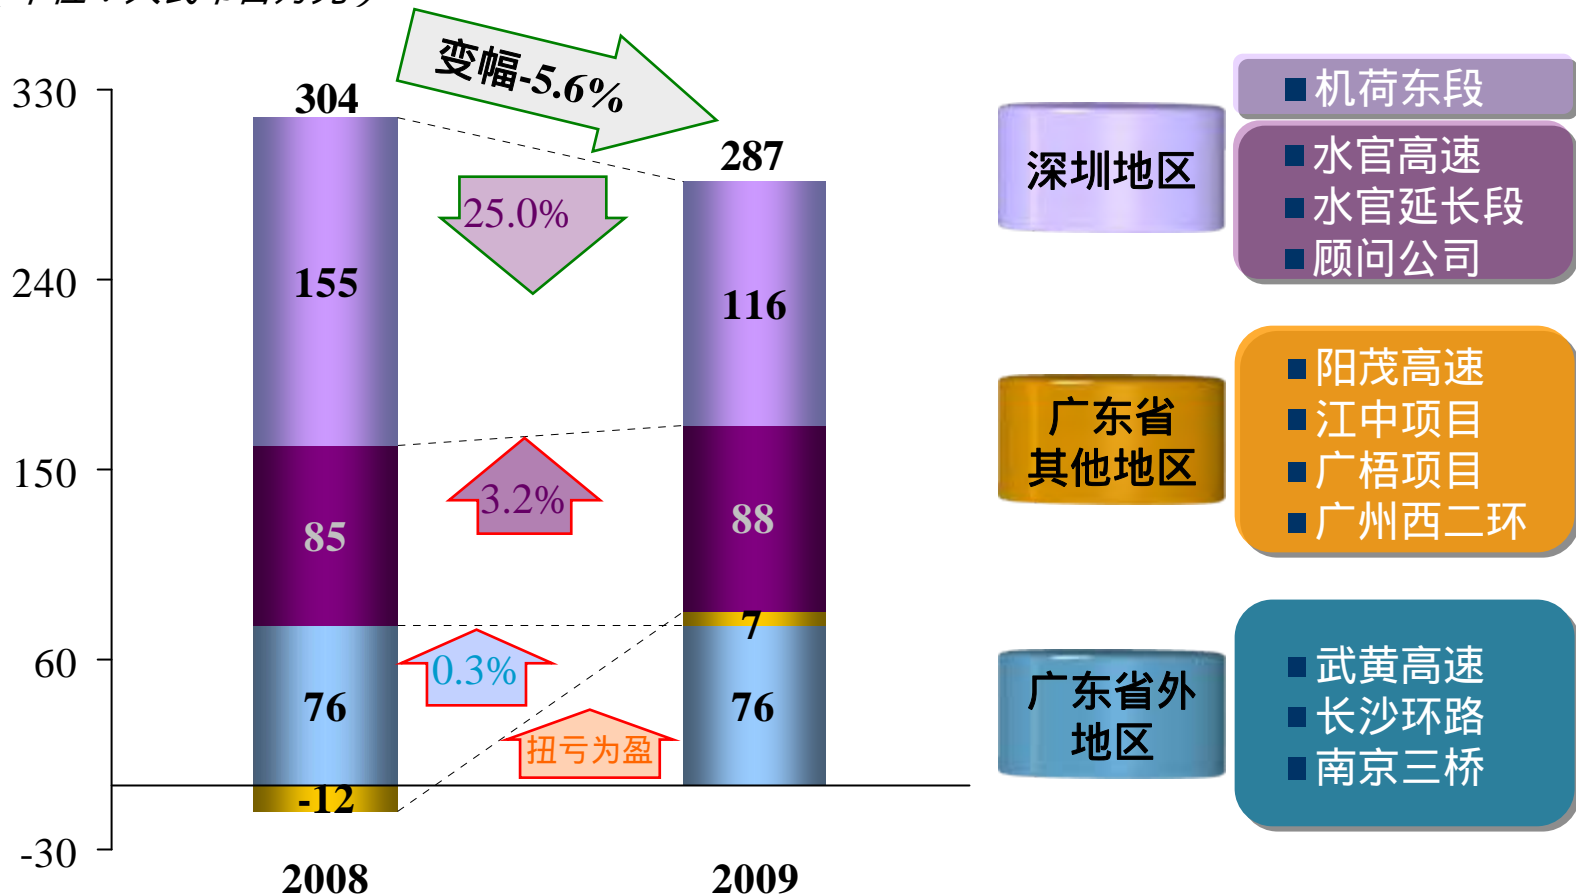 变幅-5.6%
330
240
150
60
-30
304
155
85
76
-12
2008
25.0%
3.2%
0.3%
扭亏为盈
287
116
88
7
76
2009
深圳地区
机荷东段
水官高速
水官延长段
顾问公司
广东省
其他地区
阳茂高速
江中项目
广梧项目
广州西二环
广东省外
地区
武黄高速
长沙环路
南京三桥